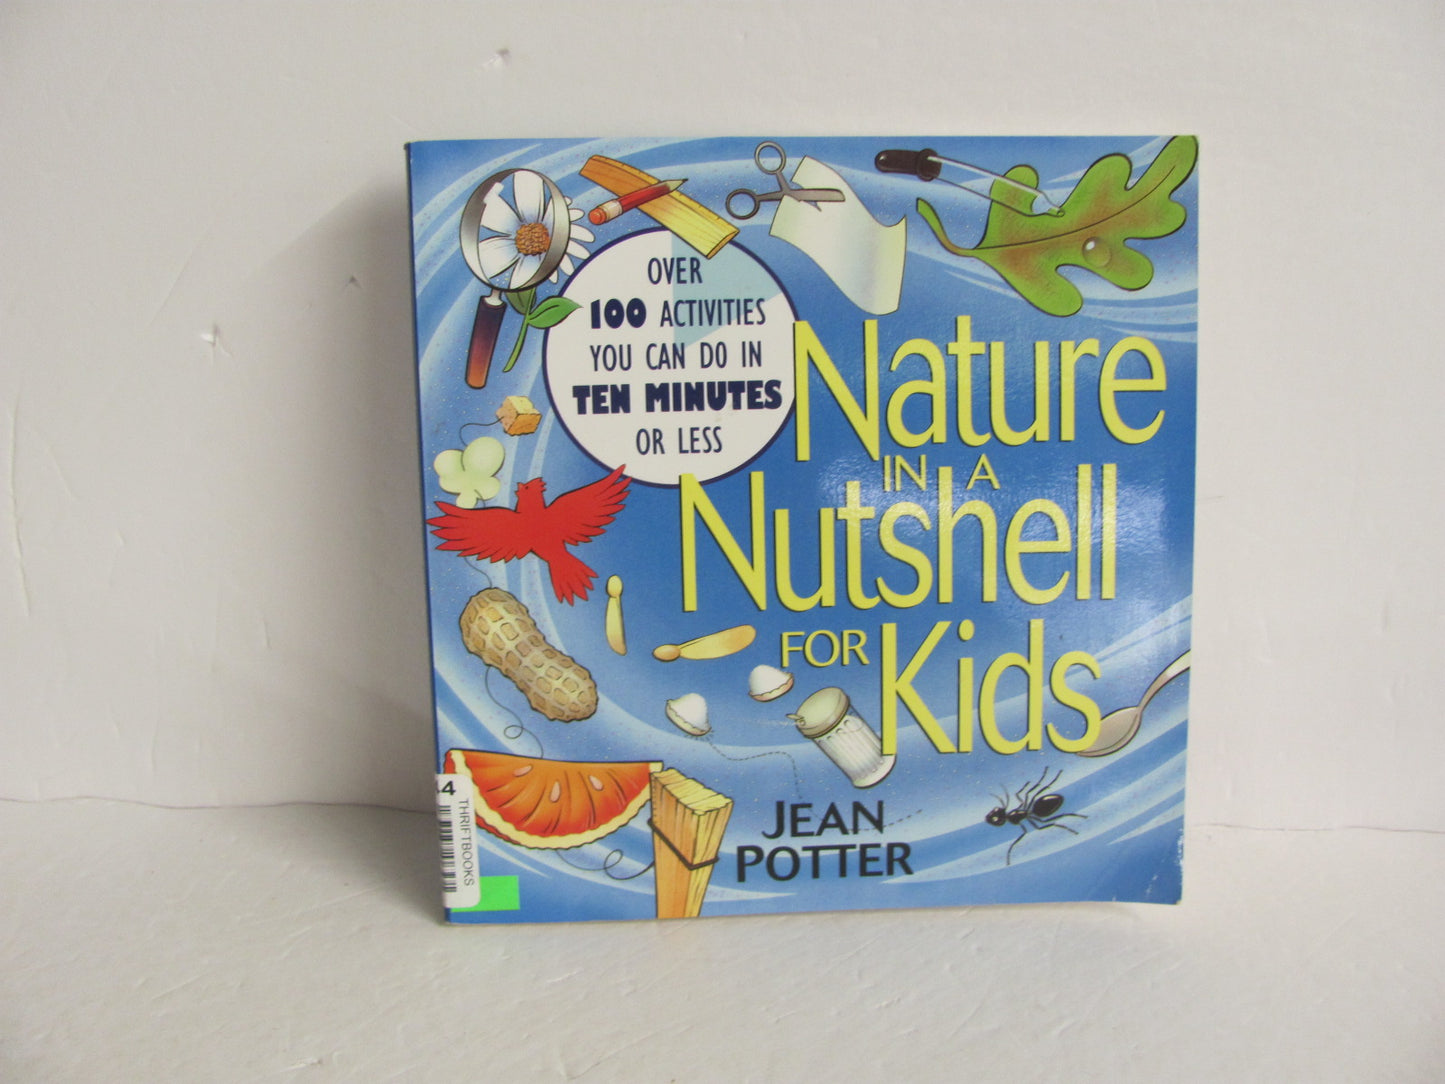 OVER
100 ACTIVITIES
YOU CAN DO IN
TEN MINUTES
OR LESS
Nature
IN A
Nutshell
FOR Kids
JEAN
POTTER
4
THRIFTBOOKS